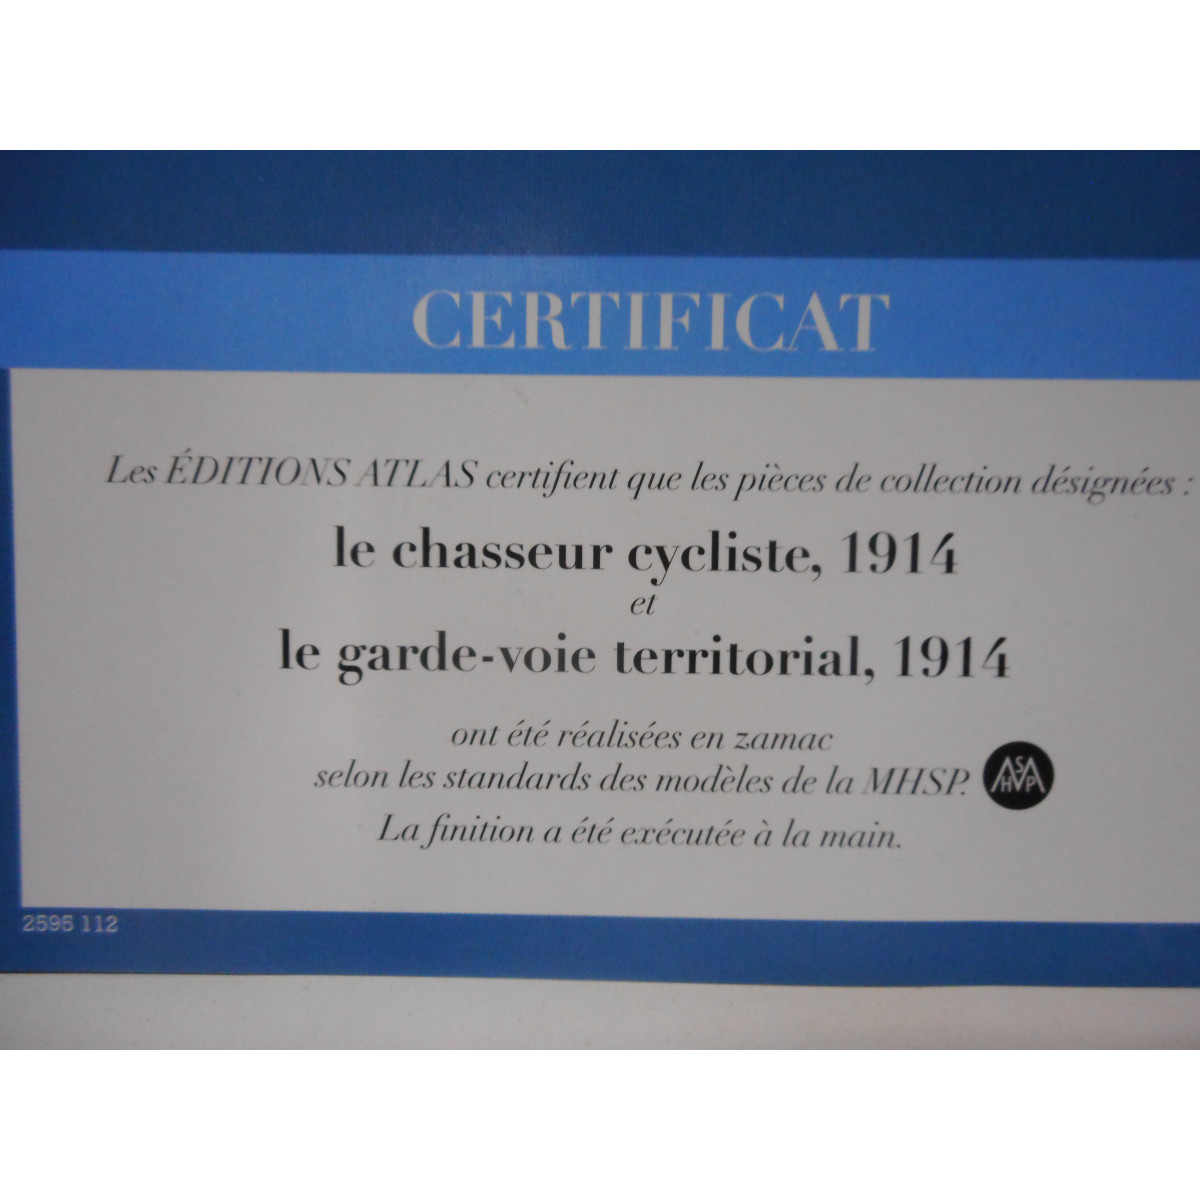 CERTIFICAT
Les ÉDITIONS ATLAS certifient que les pièces de collection désignées :
le chasseur cycliste, 1914
et
le garde-voie territorial, 1914
ont été réalisées en zamac
selon les standards des modèles de la MHSP.
La finition a été exécutée à la main.
2595 112